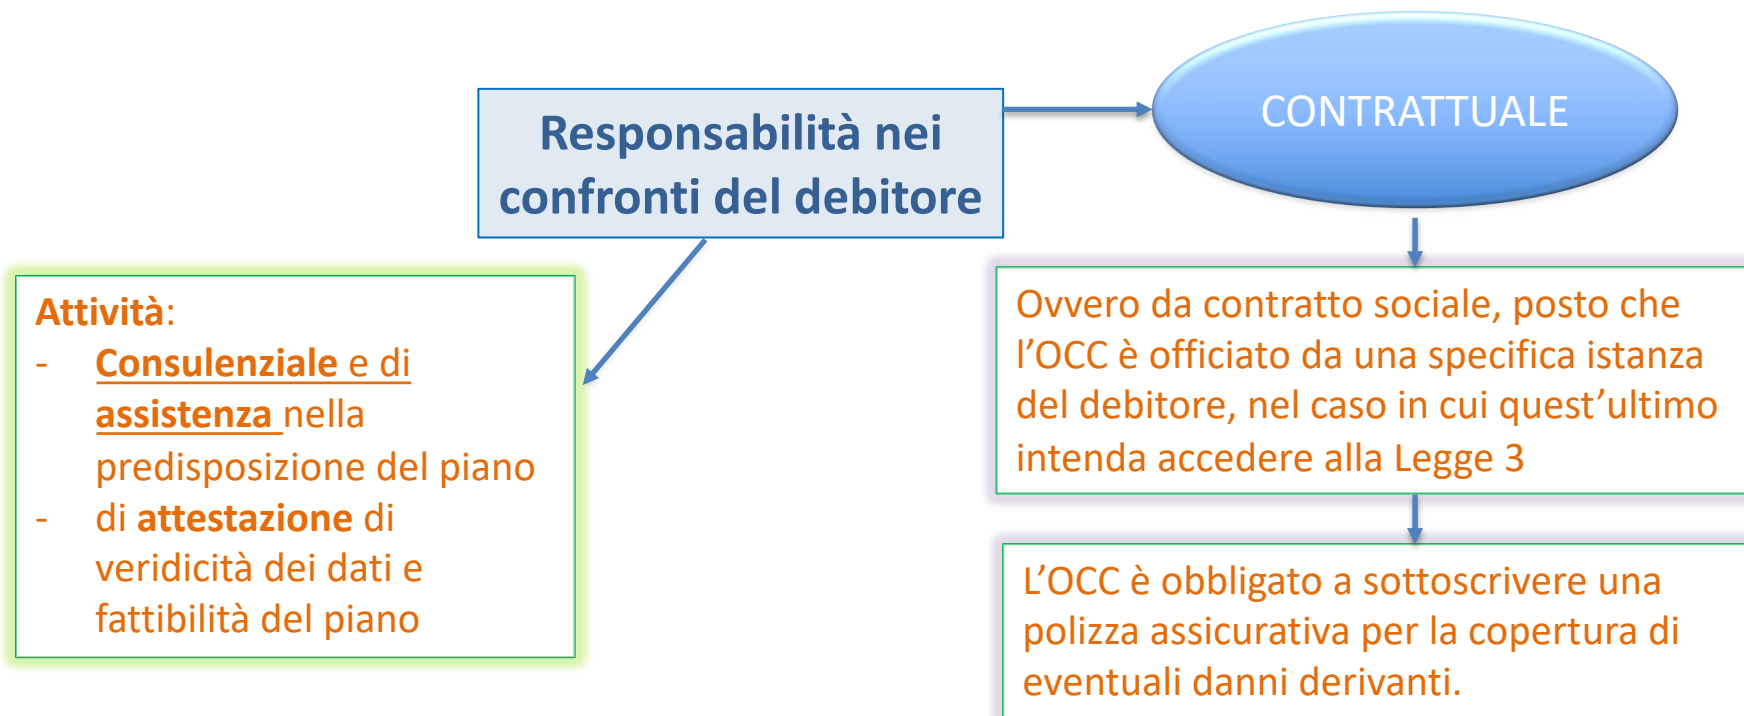 Responsabilità nei
confronti del debitore
CONTRATTUALE
Attività:
- Consulenziale e di
assistenza nella
predisposizione del piano
- di attestazione di
veridicità dei dati e
fattibilità del piano
Ovvero da contratto sociale, posto che
l’OCC è officiato da una specifica istanza
del debitore, nel caso in cui quest’ultimo
intenda accedere alla Legge 3
L’OCC è obbligato a sottoscrivere una
polizza assicurativa per la copertura di
eventuali danni derivanti.